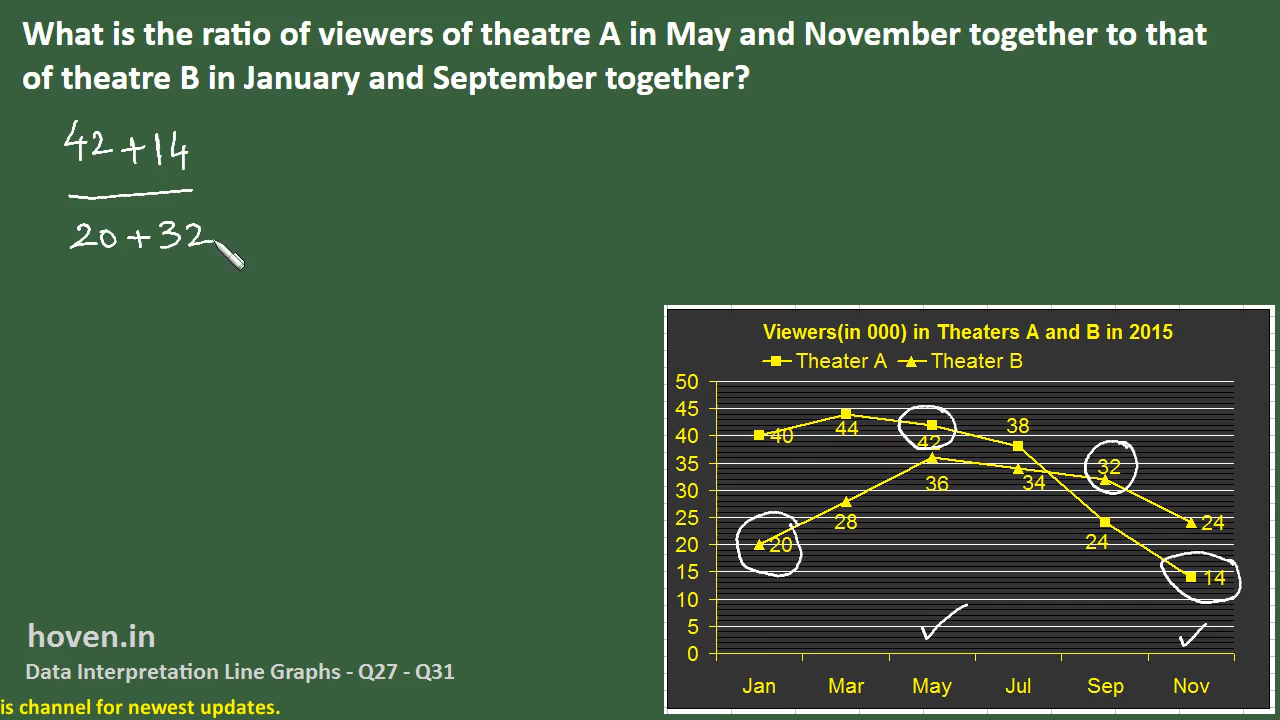 What is the ratio of viewers of theatre A in May and November together to that
of theatre B in January and September together?
42+14
20+32
Viewers(in 000) in Theaters A and B in 2015
Theater A Theater B
50
45
40
35
30
25
20
15
10
5
0
40 44 42 38 24 14
20 28 36 34 32 24
Jan Mar May Jul Sep Nov
hoven.in
Data Interpretation Line Graphs - Q27 - Q31
is channel for newest updates.